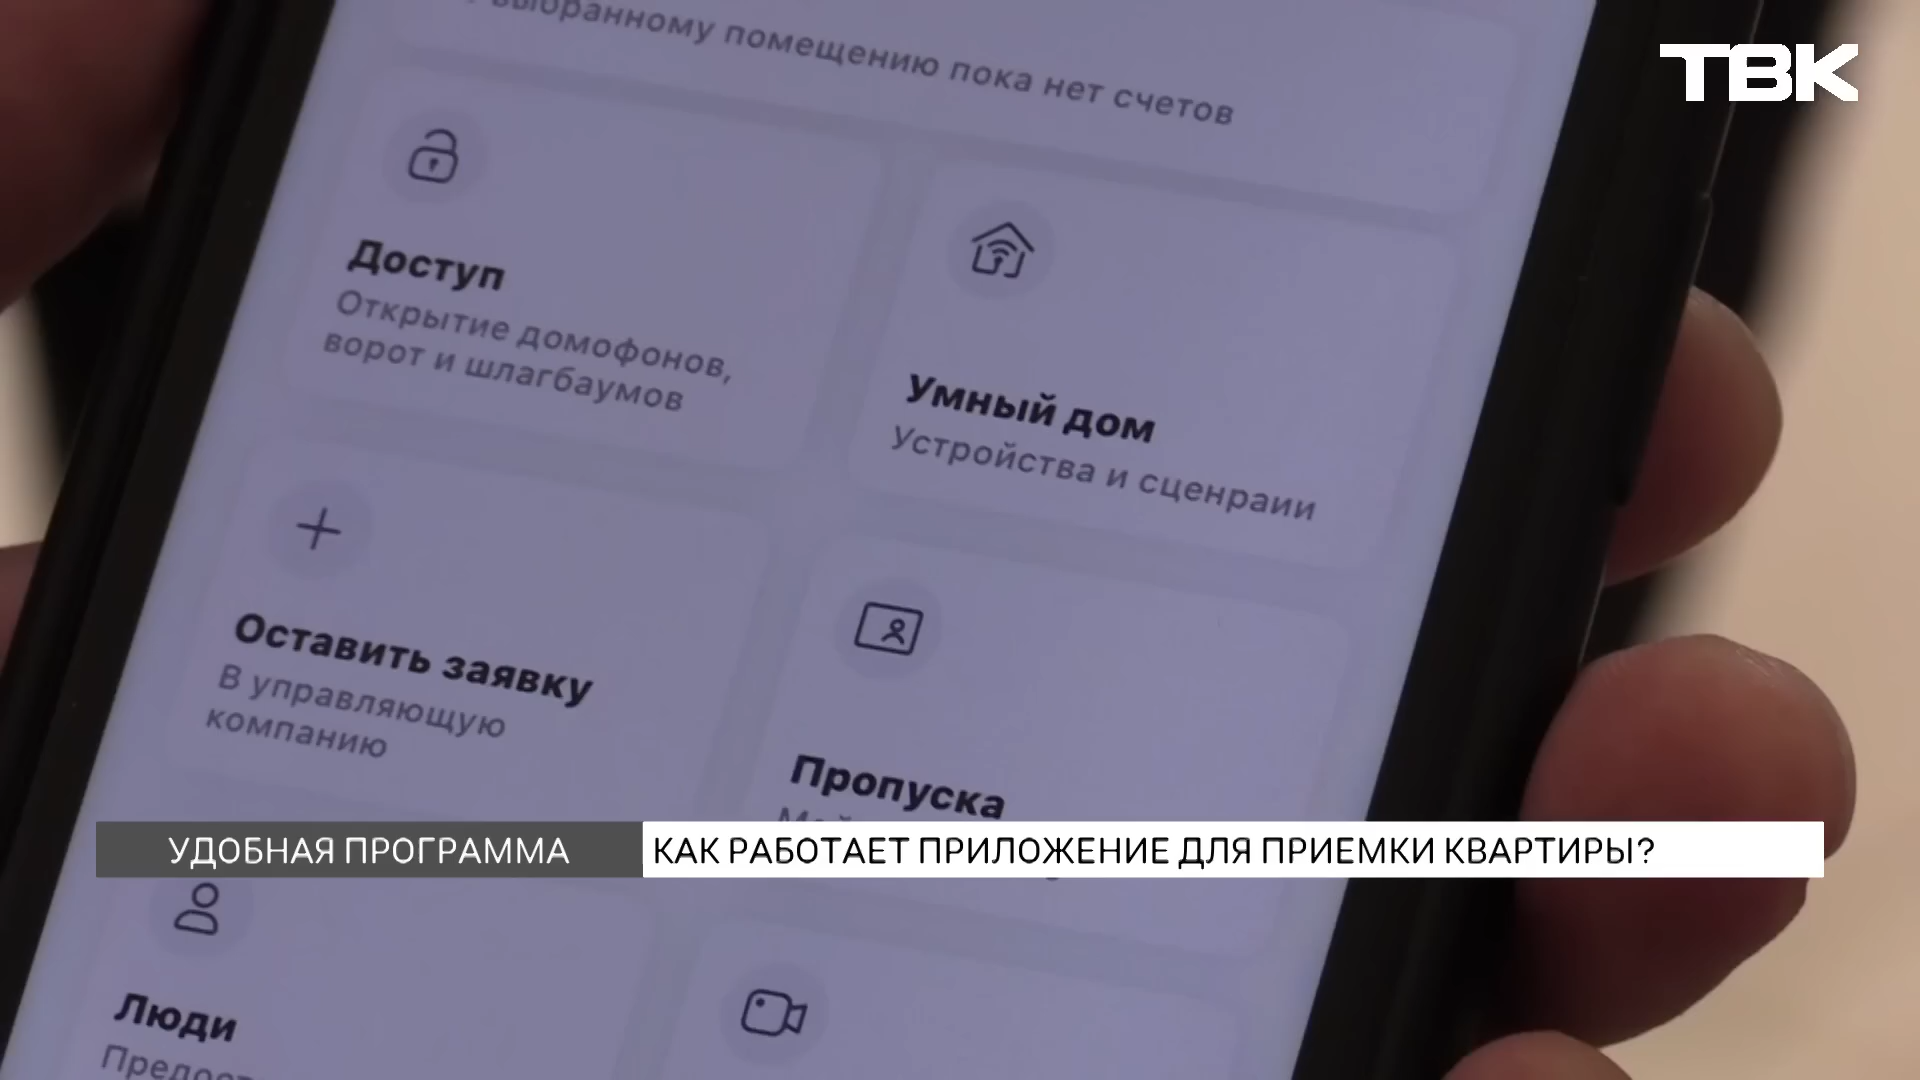 выбранному помещению пока нет счетов
ТВК
Доступ
Открытие домофонов,
ворот и шлагбаумов
Умный дом
Устройства и сценраии
Оставить заявку
В управляющую
компанию
Пропуска
УДОБНАЯ ПРОГРАММА
КАК РАБОТАЕТ ПРИЛОЖЕНИЕ ДЛЯ ПРИЕМКИ КВАРТИРЫ?
Люди